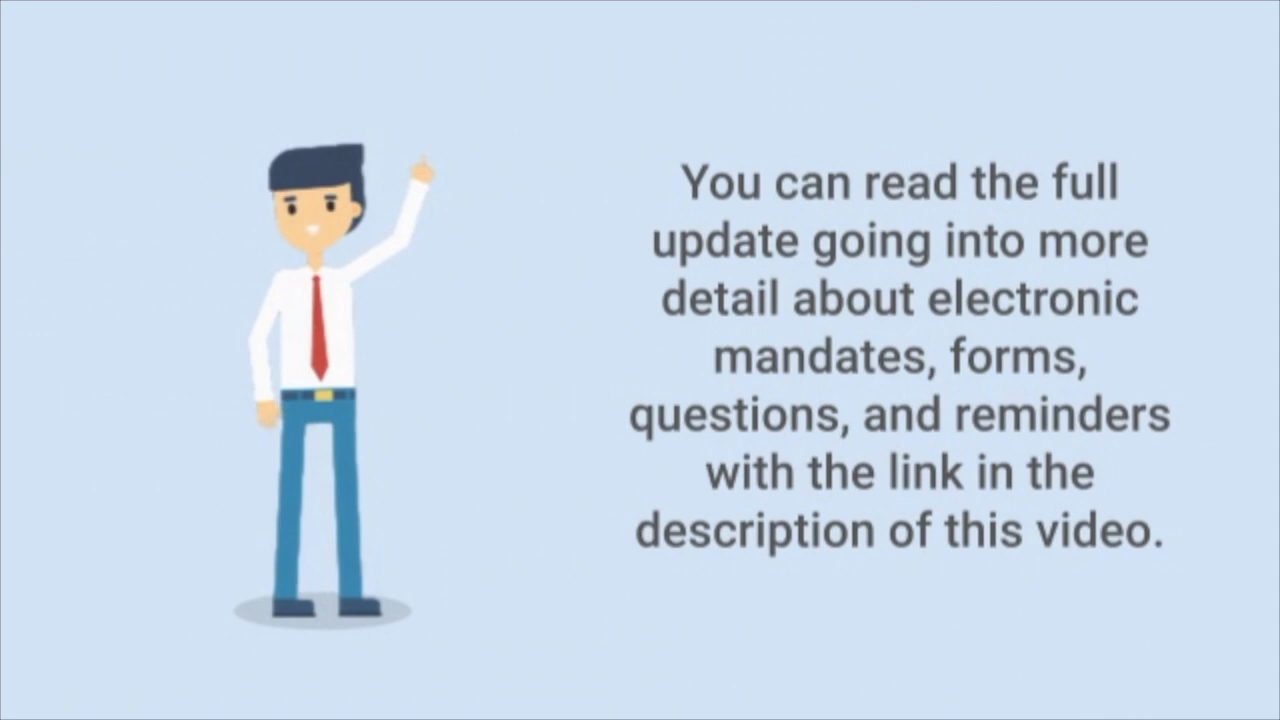 You can read the full
update going into more
detail about electronic
mandates, forms,
questions, and reminders
with the link in the
description of this video.